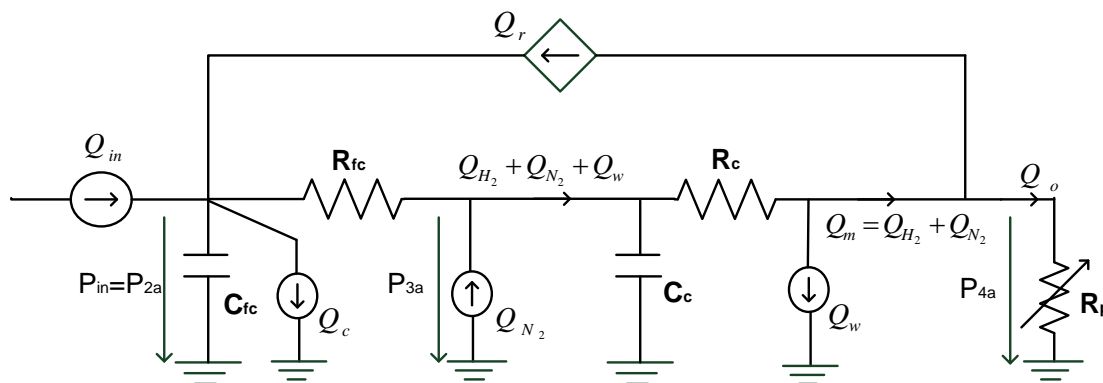 Q_r
Q_in
R_fc
Q_H₂ + Q_N₂ + Q_w
R_c
Q_o
P_in=P_2a
C_fc
Q_c
P_3a
Q_N₂
C_c
Q_m = Q_H₂ + Q_N₂
Q_w
P_4a